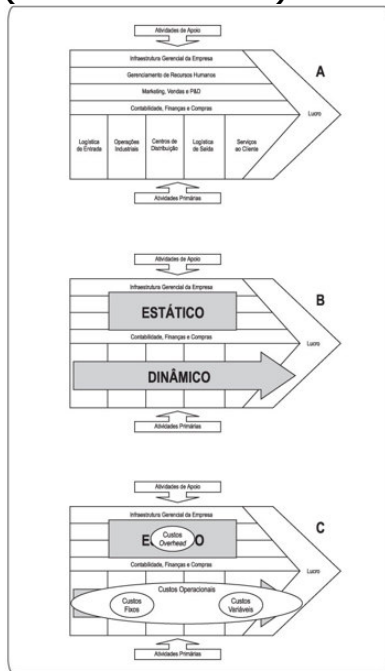 Atividades de Apoio
Infraestrutura Gerencial da Empresa
A
Gerenciamento de Recursos Humanos
Marketing, Vendas e P&D
Contabilidade, Finanças e Compras
Lucro
Logística
de Entrada
Operações
Industriais
Centros de
Distribuição
Logística
de Saída
Serviços
ao Cliente
Atividades Primárias
Atividades de Apoio
Infraestrutura Gerencial da Empresa
B
ESTÁTICO
Contabilidade, Finanças e Compras
Lucro
DINÂMICO
Atividades Primárias
Atividades de Apoio
Infraestrutura Gerencial da Empresa
C
E
O
Custos
Overhead
Contabilidade, Finanças e Compras
Lucro
Custos Operacionais
Custos
Fixos
Custos
Variáveis
Atividades Primárias